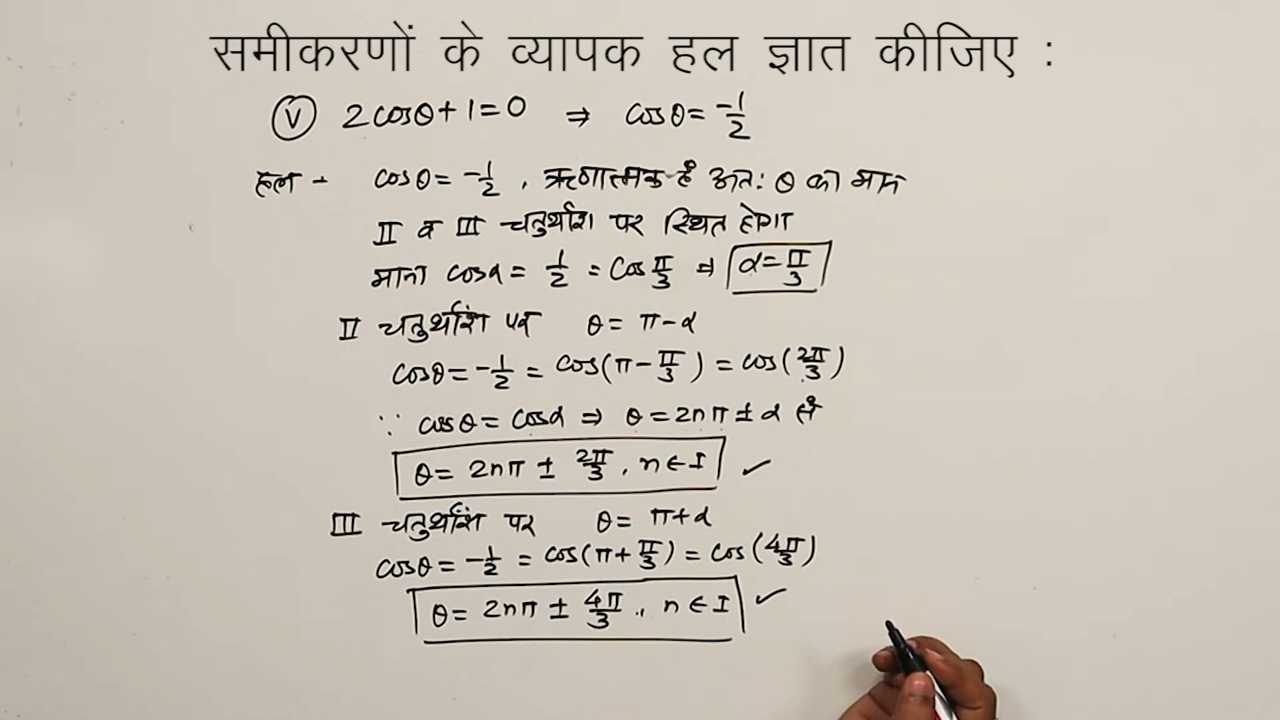 समीकरणों के व्यापक हल ज्ञात कीजिए :
(v) 2cosθ+1=0 ⇒ cosθ=-1/2
हल - cosθ=-1/2, ऋणात्मक है अत: θ का मान
II व III चतुर्थांश पर स्थित होगा
माना cosα= 1/2 = cos π/3 ⇒ α=π/3
II चतुर्थांश पर θ= π-α
cosθ=-1/2 = cos(π-π/3) = cos(2π/3)
∵ cosθ= cosα ⇒ θ=2nπ±α से
θ= 2nπ ± 2π/3, n∈I ✓
III चतुर्थांश पर θ= π+α
cosθ=-1/2 = cos(π+π/3) = cos(4π/3)
θ= 2nπ ± 4π/3, n∈I ✓